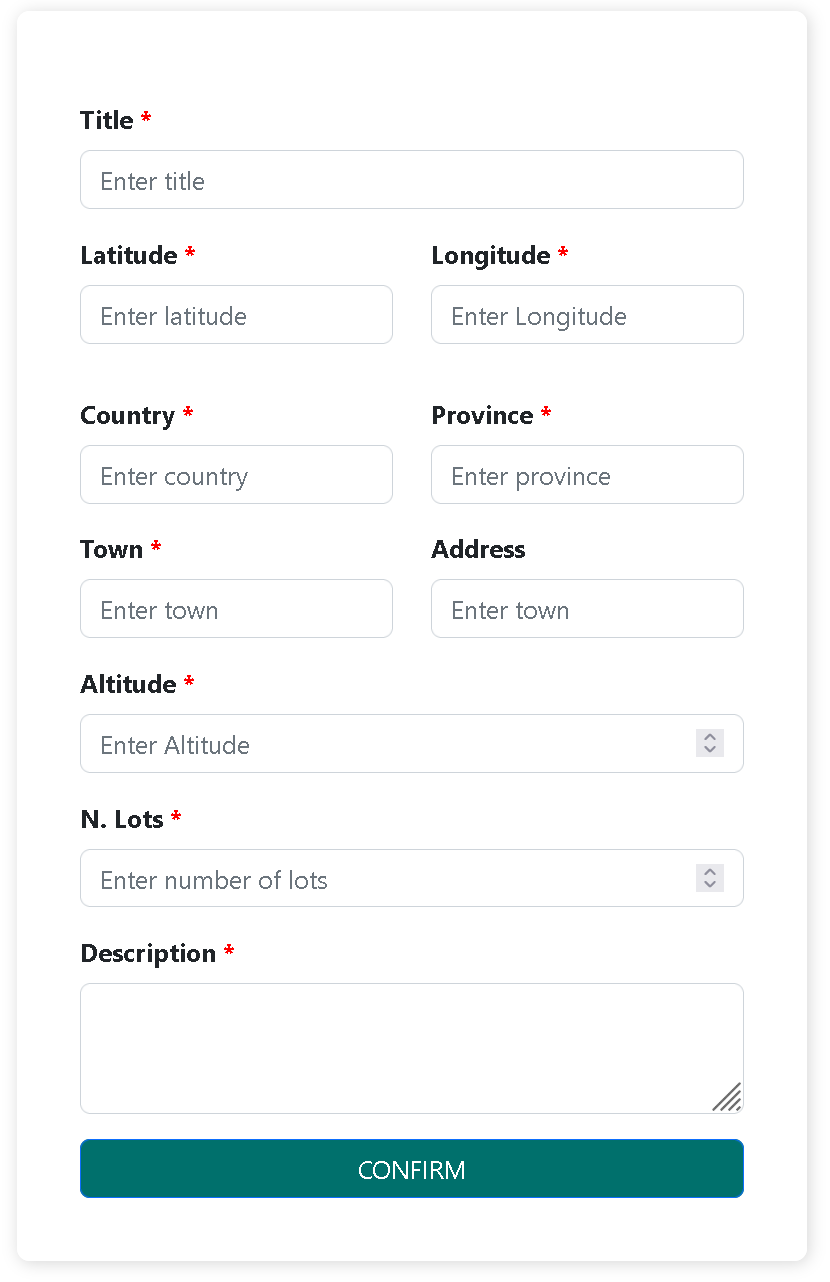 Title *
Enter title
Latitude * Longitude *
Enter latitude Enter Longitude
Country * Province *
Enter country Enter province
Town * Address
Enter town Enter town
Altitude *
Enter Altitude
N. Lots *
Enter number of lots
Description *
CONFIRM